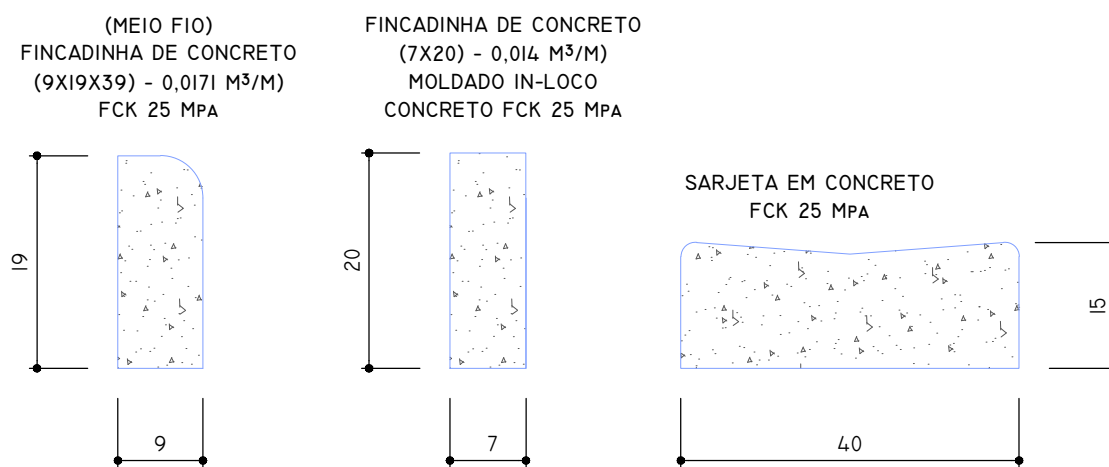 (MEIO FIO)
FINCADINHA DE CONCRETO
(9X19X39) - 0,0171 M³/M)
FCK 25 MPA
FINCADINHA DE CONCRETO
(7X20) - 0,014 M³/M)
MOLDADO IN-LOCO
CONCRETO FCK 25 MPA
SARJETA EM CONCRETO
FCK 25 MPA
19
20
15
9
7
40